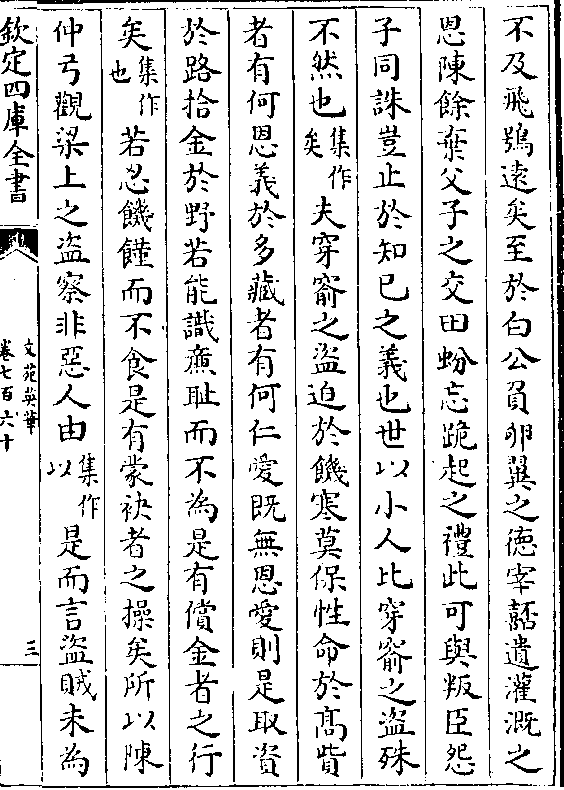 不及飛鴞遠矣至於白公負卵翼之徳宰嚭遺灌溉之
恩陳餘棄父子之交田蚡忘跪起之禮此可與叛臣怨
子同誅豈止於知已之義也世以小人比穿窬之盜殊
不然也集作矣夫穿窬之盜迫於饑寒莫保性命於髙貲
者有何恩義於多藏者有何仁愛既無恩愛則是取資
於路拾金於野若能識㢘耻而不為是有償金者之行
矣集作也若忍饑饉而不食是有蒙袂者之操矣所以陳
仲弓觀梁上之盜察非惡人由集作以是而言盜賊未為
欽定四庫全書
文苑英華
卷七百六十
三